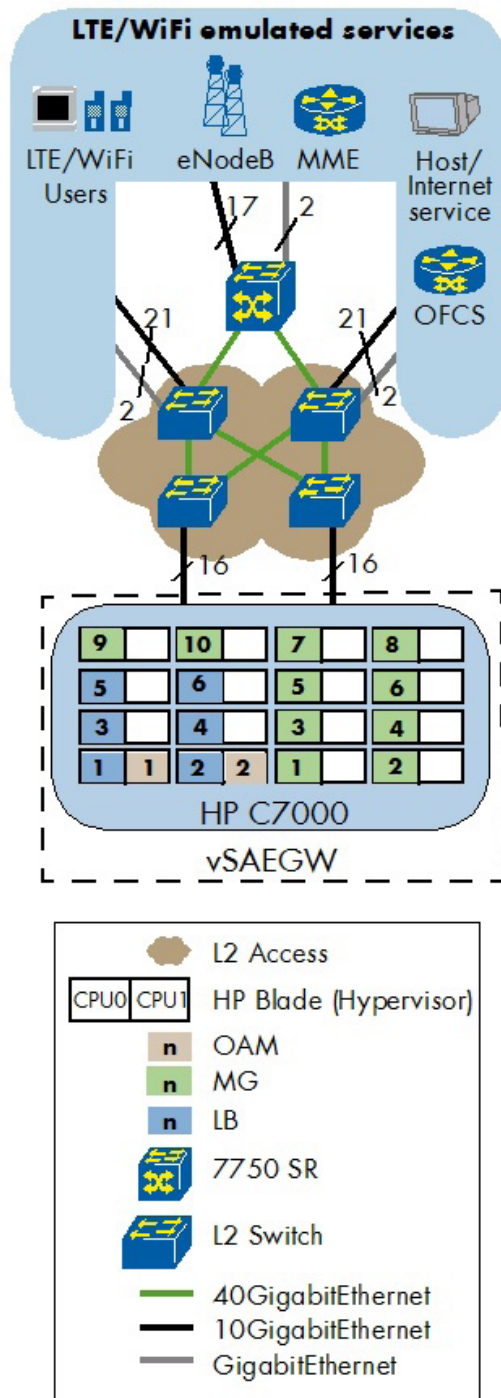 LTE/WiFi emulated services
LTE/WiFi
Users
eNodeB
MME
Host/
Internet
service
OFCS
17
2
21
2
21
2
16
16
9
10
7
8
5
6
5
6
3
4
3
4
1
1
2
2
1
2
HP C7000
vSAEGW
L2 Access
CPU0 CPU1 HP Blade (Hypervisor)
n OAM
n MG
n LB
7750 SR
L2 Switch
40GigabitEthernet
10GigabitEthernet
GigabitEthernet